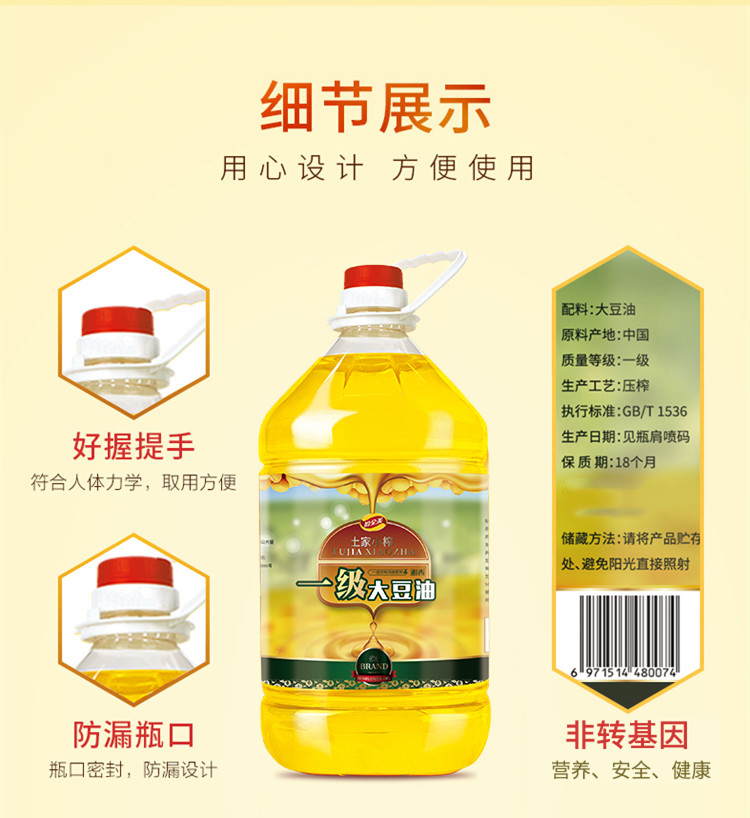 细节展示
用心设计 方便使用
好握提手
符合人体力学，取用方便
防漏瓶口
瓶口密封，防漏设计
土家小榨
TUJIA XIAOZHA
湘西
一级大豆油
BRAND
配料:大豆油
原料产地:中国
质量等级:一级
生产工艺:压榨
执行标准:GB/T 1536
生产日期:见瓶肩喷码
保质期:18个月
储藏方法:请将产品贮存
处、避免阳光直接照射
6 971514 480074
非转基因
营养、安全、健康